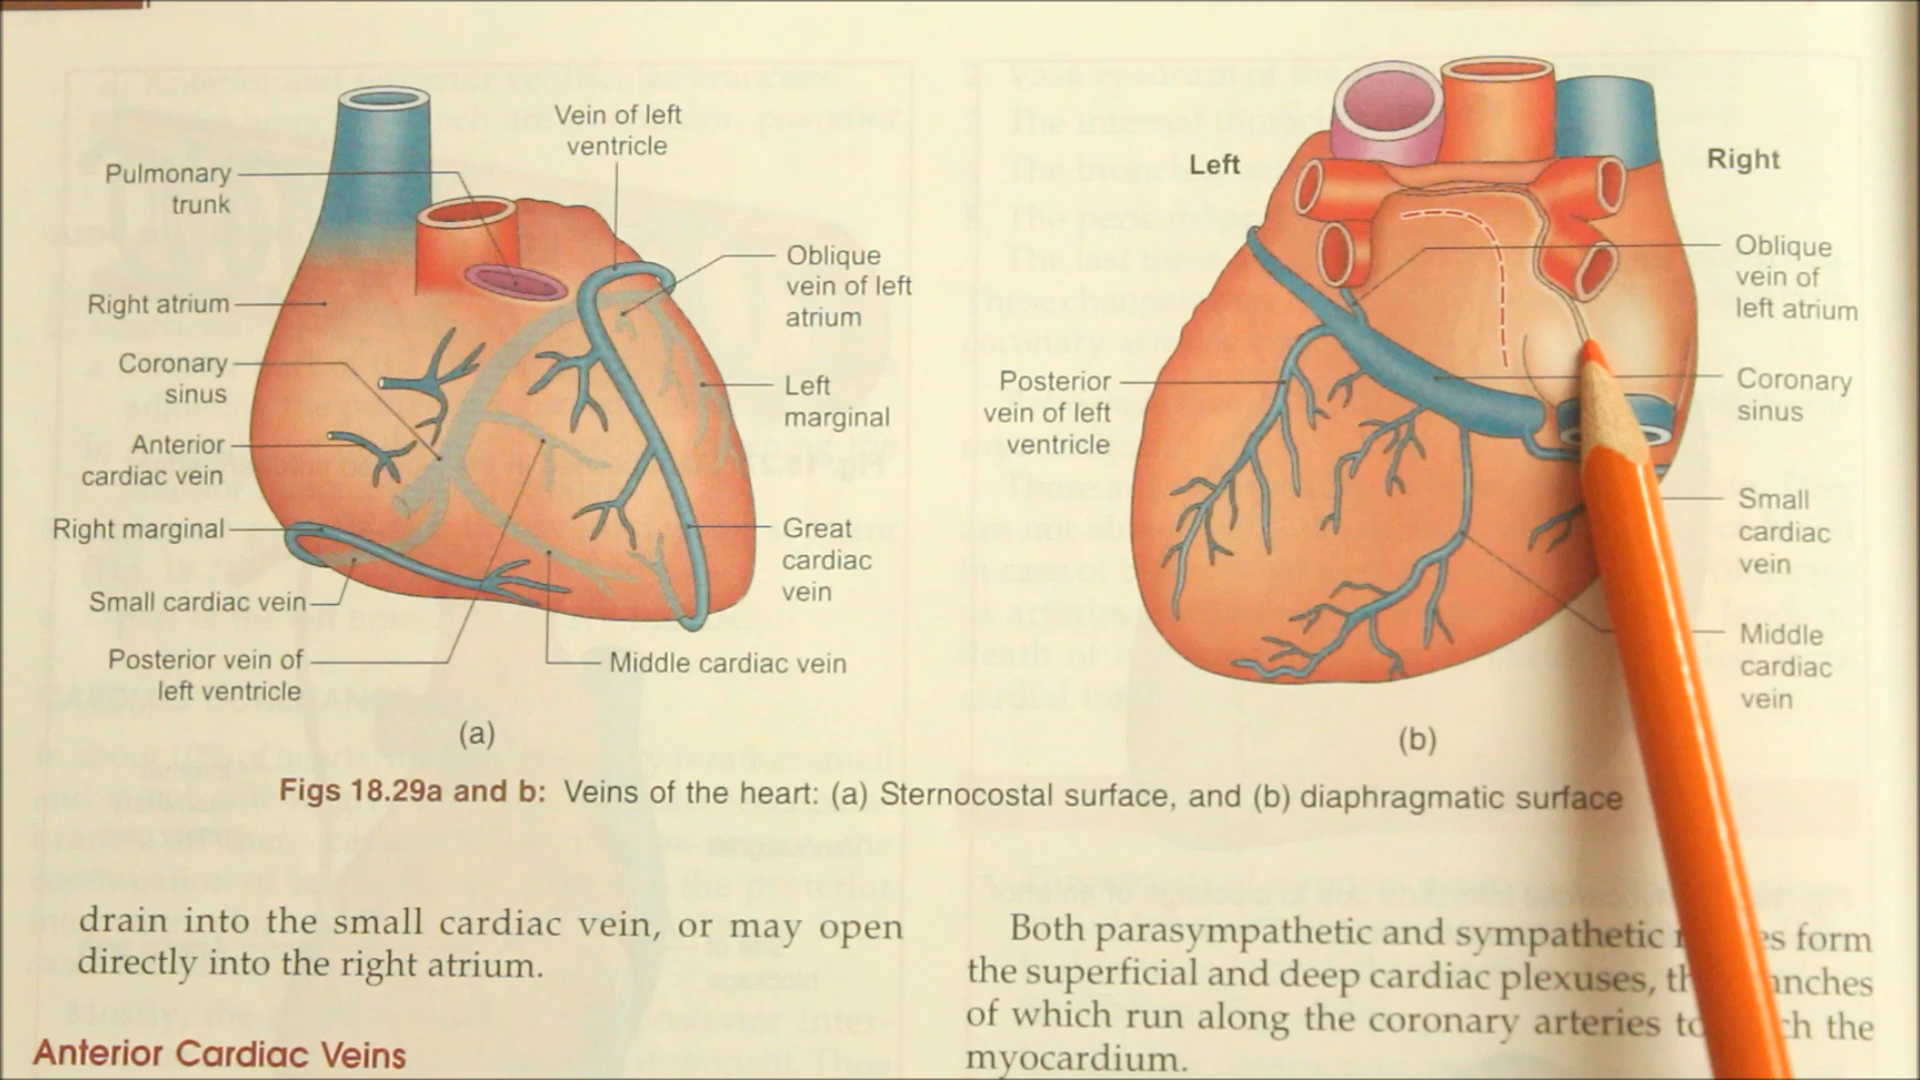 Vein of left
ventricle
Pulmonary
trunk
Oblique
vein of left
atrium
Right atrium
Coronary
sinus
Left
marginal
Anterior
cardiac vein
Right marginal
Great
cardiac
vein
Small cardiac vein
Posterior vein of
left ventricle
Middle cardiac vein
(a)
Left
Right
Oblique
vein of
left atrium
Posterior
vein of left
ventricle
Coronary
sinus
Small
cardiac
vein
Middle
cardiac
vein
(b)
Figs 18.29a and b: Veins of the heart: (a) Sternocostal surface, and (b) diaphragmatic surface
drain into the small cardiac vein, or may open
directly into the right atrium.
Anterior Cardiac Veins
Both parasympathetic and sympathetic form
the superficial and deep cardiac plexuses,
of which run along the coronary arteries the
myocardium.